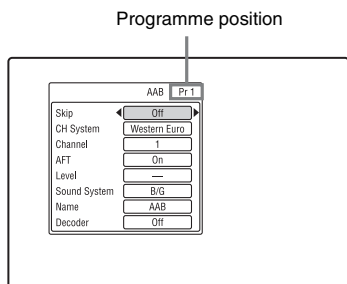 Programme position
AAB Pr 1
Skip Off
CH System Western Euro
Channel 1
AFT On
Level —
Sound System B/G
Name AAB
Decoder Off